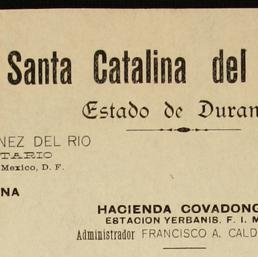 Santa Catalina del
Estado de Duran
NEZ DEL RIO
TARIO
Mexico, D. F.
NA
HACIENDA COVADONG
ESTACION YERBANIS. F. I. M
Administrador FRANCISCO A. CALD